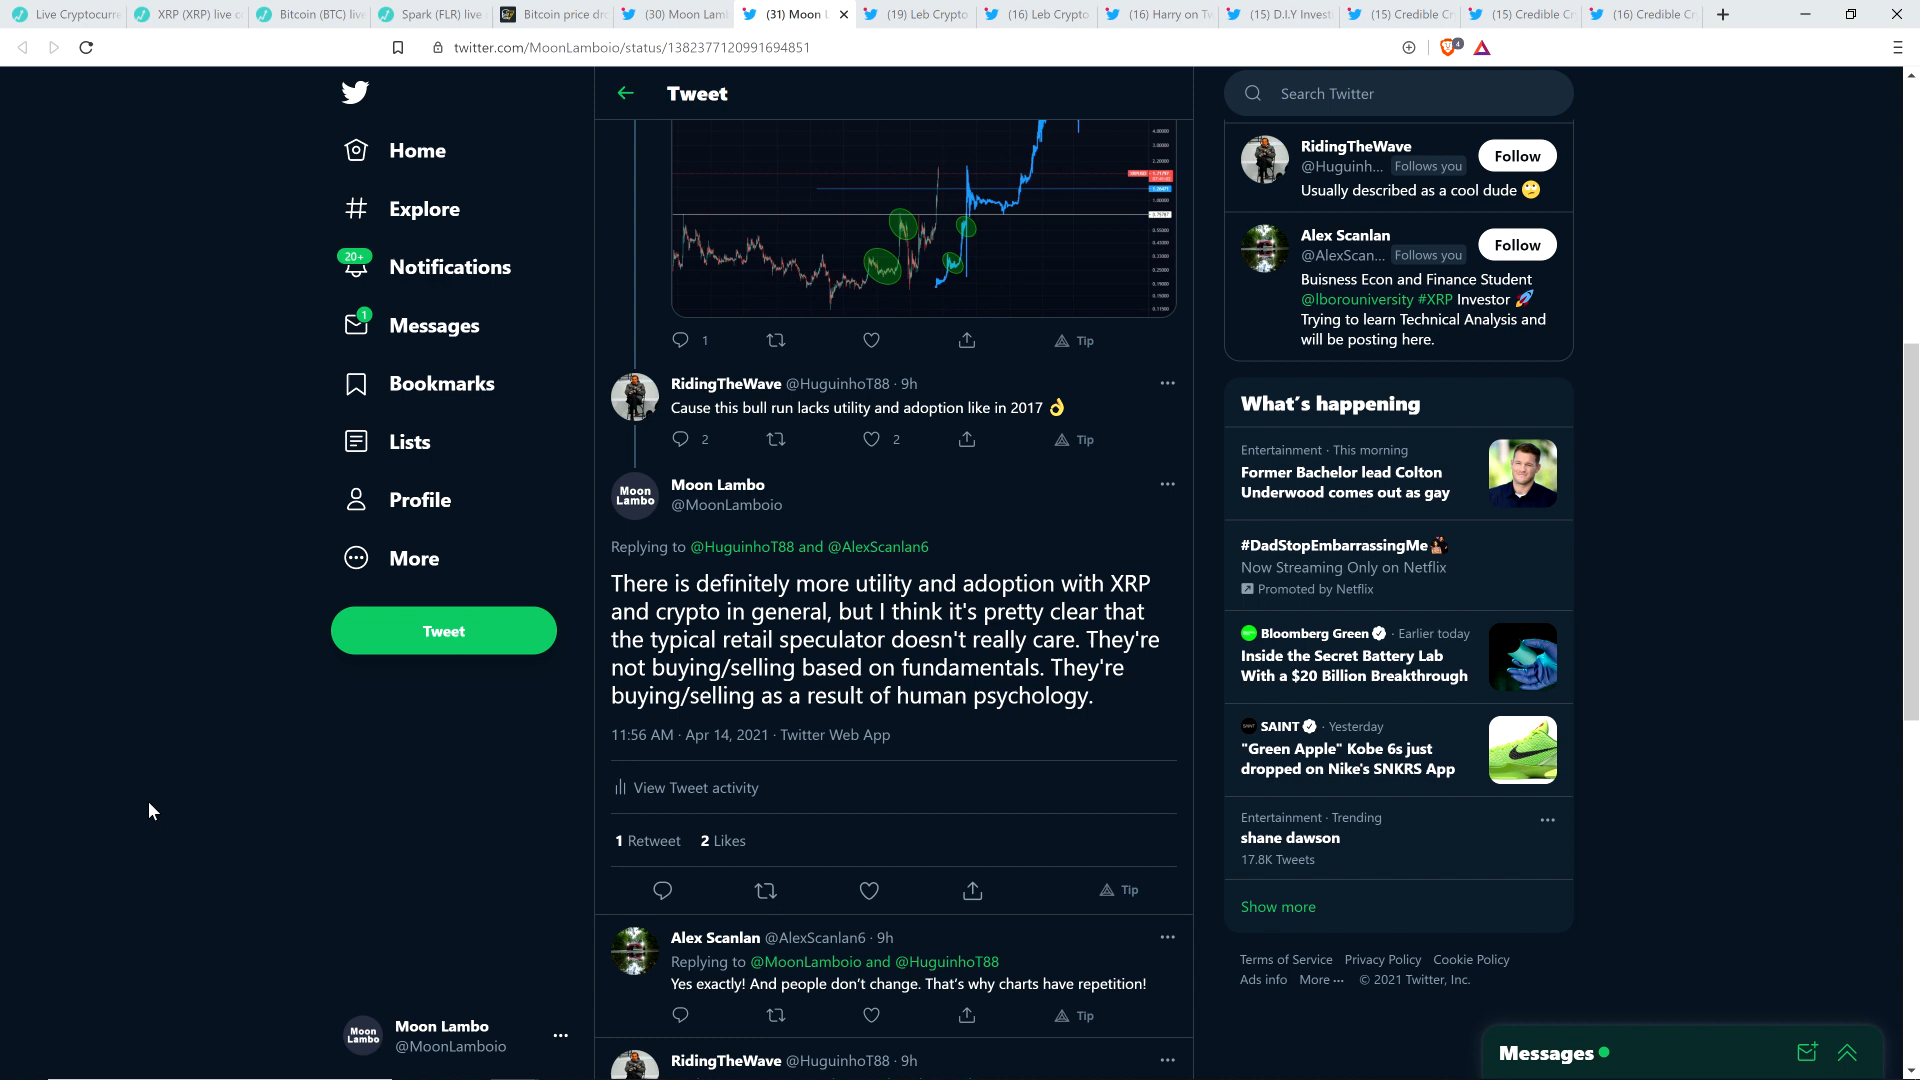 Live Cryptocurre
XRP (XRP) live c
Bitcoin (BTC) live
Spark (FLR) live
Bitcoin price dr
(30) Moon Lam
(31) Moon L
(19) Leb Crypto
(16) Leb Crypto
(16) Harry on Tw
(15) D.I.Y Investi
(15) Credible Cr
(15) Credible Cr
(16) Credible Cr
twitter.com/MoonLamboio/status/1382377120991694851
4
Home
Explore
20+
Notifications
1
Messages
Bookmarks
Lists
Profile
More
Tweet
Moon Lambo
Moon Lambo
@MoonLamboio
Tweet
1
Tip
RidingTheWave @HuguinhoT88 · 9h
Cause this bull run lacks utility and adoption like in 2017 👌
2
2
Tip
Moon Lambo
Moon Lambo
@MoonLamboio
Replying to @HuguinhoT88 and @AlexScanlan6
There is definitely more utility and adoption with XRP
and crypto in general, but I think it's pretty clear that
the typical retail speculator doesn't really care. They're
not buying/selling based on fundamentals. They're
buying/selling as a result of human psychology.
11:56 AM · Apr 14, 2021 · Twitter Web App
View Tweet activity
1 Retweet 2 Likes
Tip
Alex Scanlan @AlexScanlan6 · 9h
Replying to @MoonLamboio and @HuguinhoT88
Yes exactly! And people don’t change. That’s why charts have repetition!
Tip
RidingTheWave @HuguinhoT88 · 9h
Search Twitter
RidingTheWave
@Huguinh... Follows you
Follow
Usually described as a cool dude 🙄
Alex Scanlan
@AlexScan... Follows you
Follow
Buisness Econ and Finance Student
@lborouniversity #XRP Investor 🚀
Trying to learn Technical Analysis and
will be posting here.
What’s happening
Entertainment · This morning
Former Bachelor lead Colton
Underwood comes out as gay
#DadStopEmbarrassingMe
Now Streaming Only on Netflix
Promoted by Netflix
Bloomberg Green · Earlier today
Inside the Secret Battery Lab
With a $20 Billion Breakthrough
SAINT · Yesterday
"Green Apple" Kobe 6s just
dropped on Nike's SNKRS App
Entertainment · Trending
shane dawson
17.8K Tweets
Show more
Terms of Service Privacy Policy Cookie Policy
Ads info More ··· © 2021 Twitter, Inc.
Messages